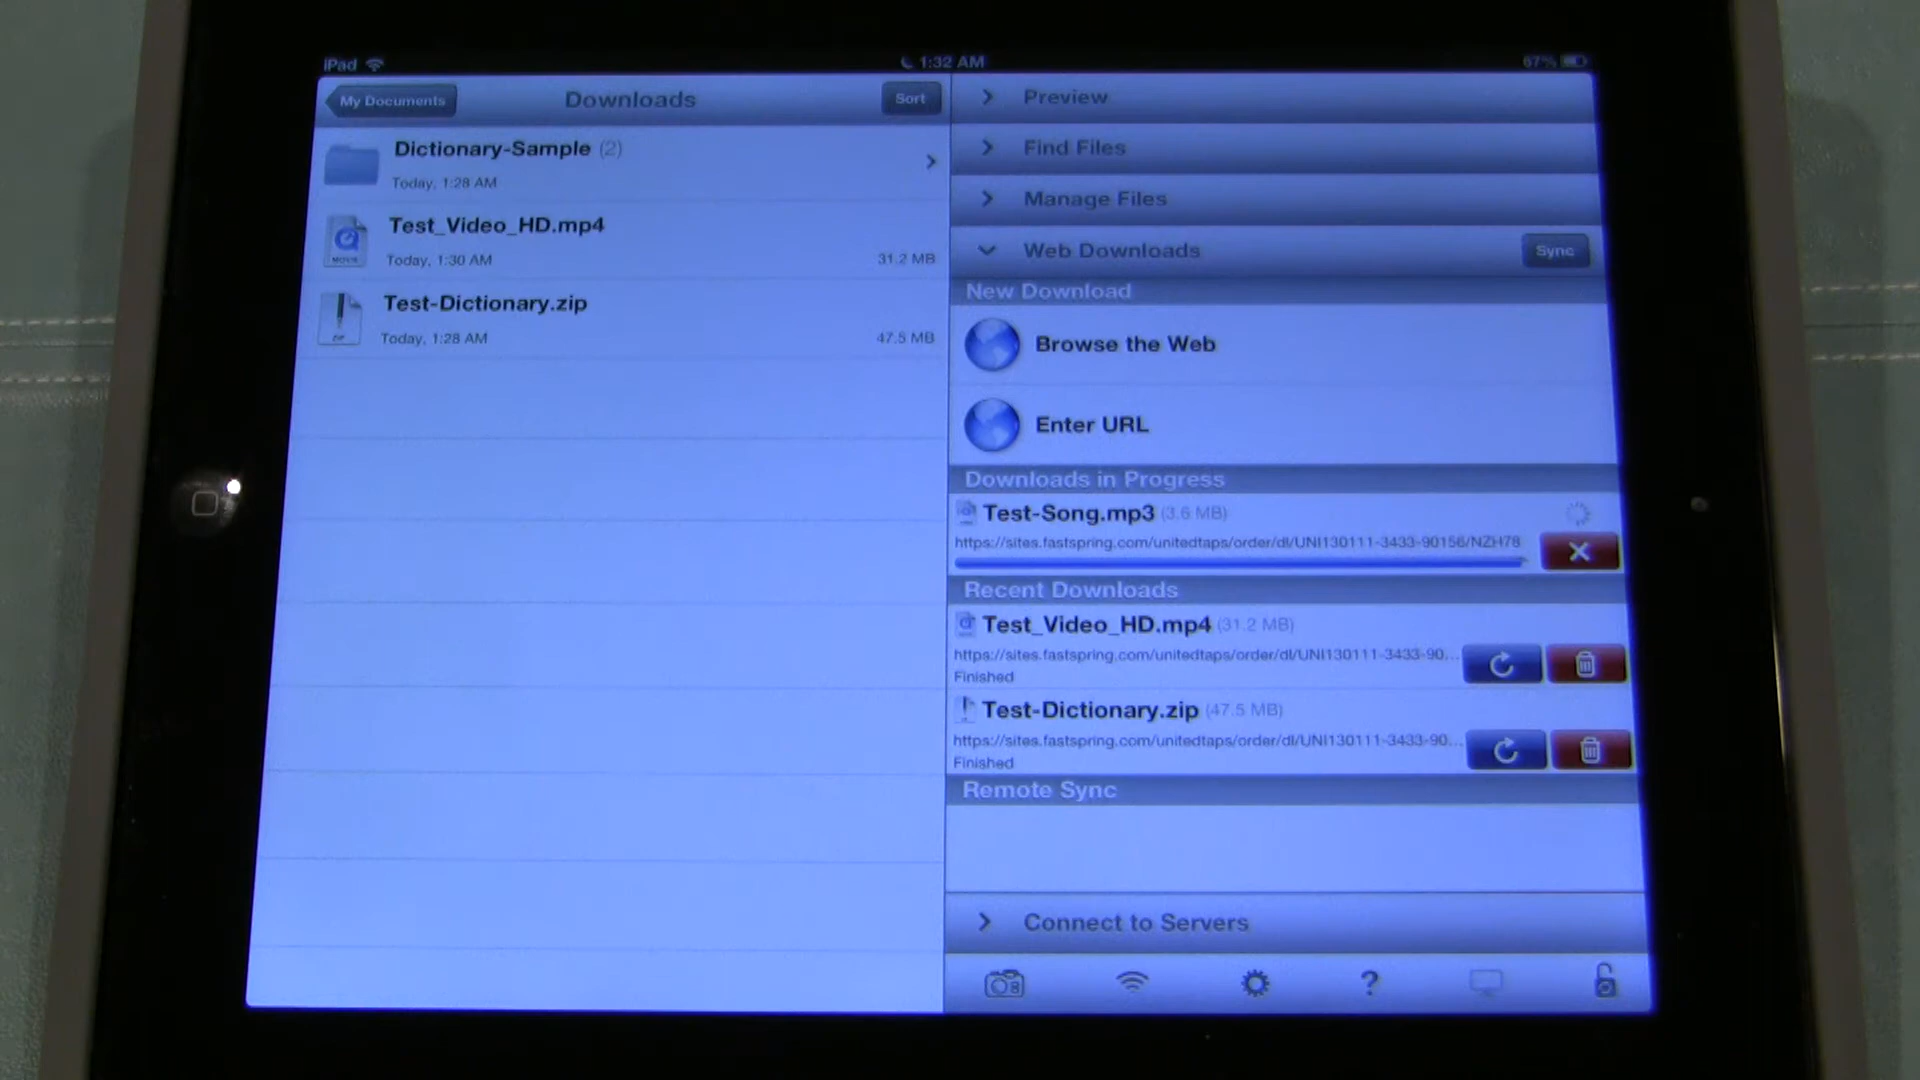 iPad
1:32 AM
67%
My Documents
Downloads
Sort
Dictionary-Sample (2)
Today, 1:28 AM
Test_Video_HD.mp4
Today, 1:30 AM
31.2 MB
MOVIE
Test-Dictionary.zip
Today, 1:28 AM
47.5 MB
ZIP
Preview
Find Files
Manage Files
Web Downloads
Sync
New Download
Browse the Web
Enter URL
Downloads in Progress
Test-Song.mp3 (3.6 MB)
https://sites.fastspring.com/unitedtaps/order/dl/UNI130111-3433-90156/NZH78
Recent Downloads
Test_Video_HD.mp4 (31.2 MB)
https://sites.fastspring.com/unitedtaps/order/dl/UNI130111-3433-90...
Finished
Test-Dictionary.zip (47.5 MB)
https://sites.fastspring.com/unitedtaps/order/dl/UNI130111-3433-90...
Finished
Remote Sync
Connect to Servers
?